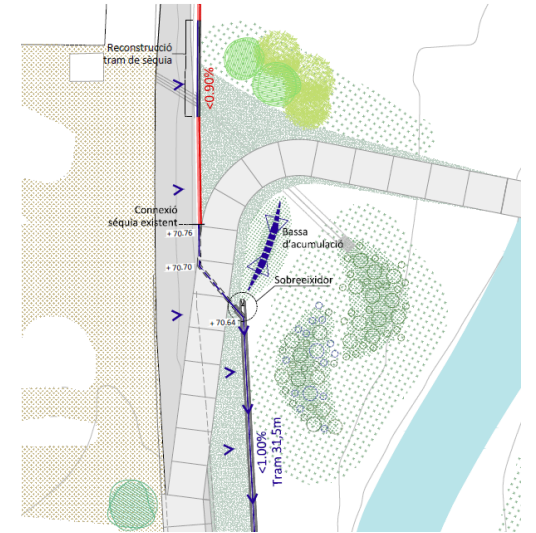 Reconstrucció
tram de sèquia
<0.90%
Connexió
séquia existent
+ 70.76
Bassa
d'acumulació
+ 70.70
Sobreeixidor
+ 70.64
<1.00%
Tram 31,5m